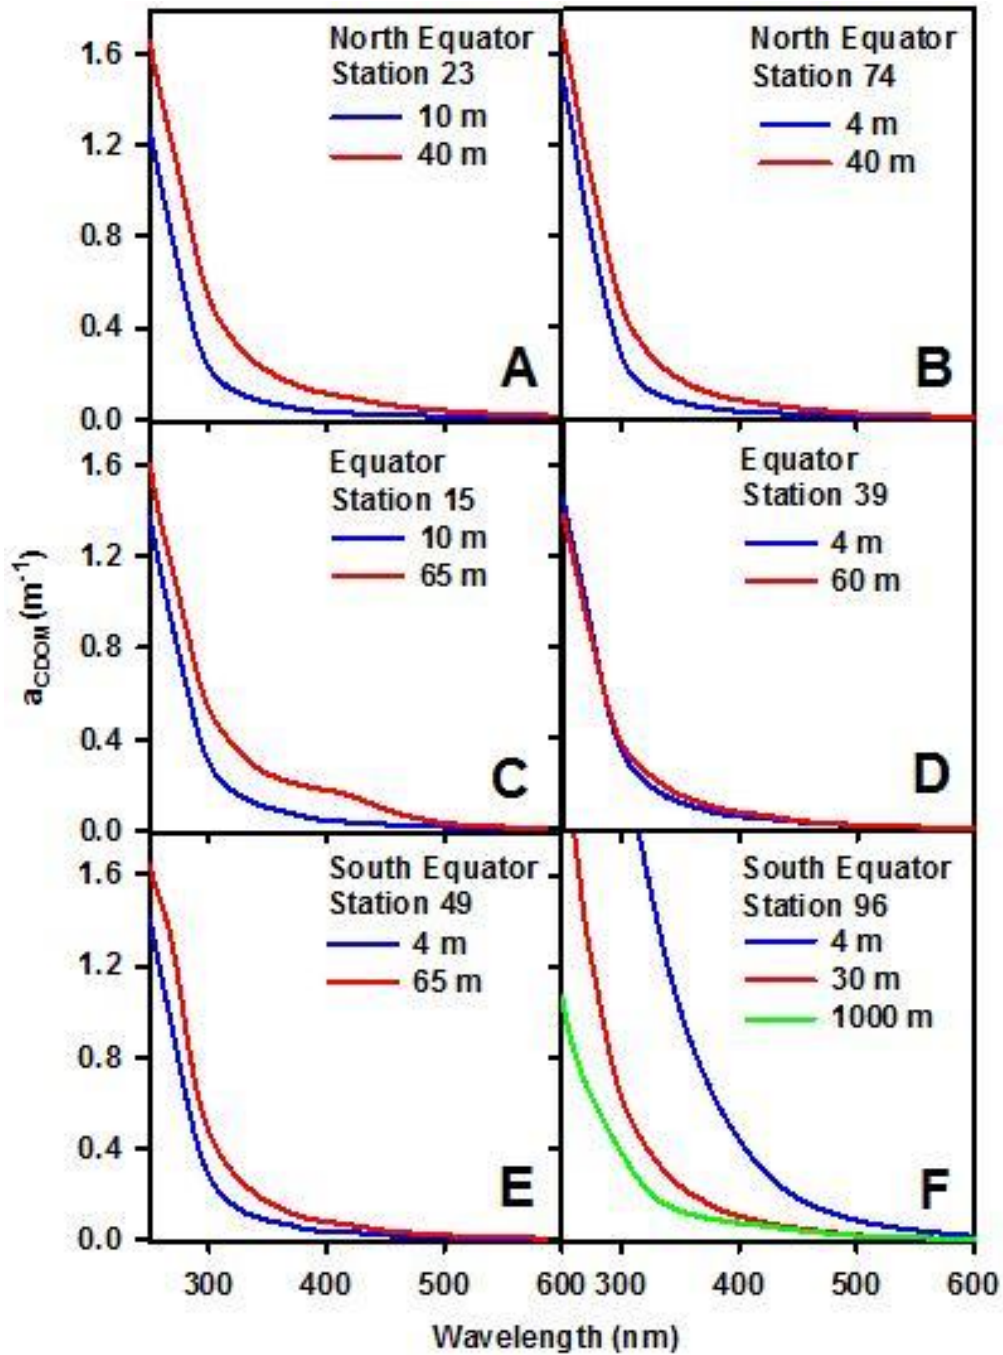 North Equator
Station 23
10 m
40 m
A
1.6
1.2
0.8
0.4
0.0
North Equator
Station 74
4 m
40 m
B
Equator
Station 15
10 m
65 m
C
1.6
1.2
0.8
0.4
0.0
Equator
Station 39
4 m
60 m
D
aCDOM (m-1)
South Equator
Station 49
4 m
65 m
E
1.6
1.2
0.8
0.4
0.0
South Equator
Station 96
4 m
30 m
1000 m
F
300 400 500 600 300 400 600
Wavelength (nm)